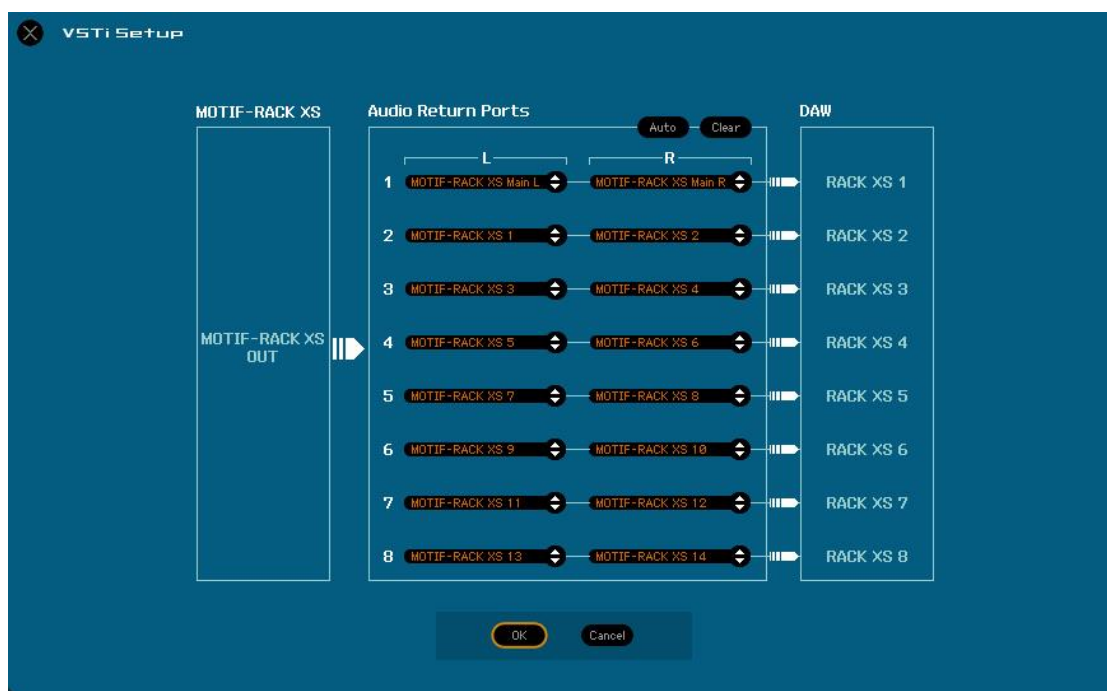 VSTi Setup
MOTIF-RACK XS
Audio Return Ports
DAW
Auto
Clear
L
R
1 MOTIF-RACK XS Main L MOTIF-RACK XS Main R RACK XS 1
2 MOTIF-RACK XS 1 MOTIF-RACK XS 2 RACK XS 2
3 MOTIF-RACK XS 3 MOTIF-RACK XS 4 RACK XS 3
MOTIF-RACK XS
OUT
4 MOTIF-RACK XS 5 MOTIF-RACK XS 6 RACK XS 4
5 MOTIF-RACK XS 7 MOTIF-RACK XS 8 RACK XS 5
6 MOTIF-RACK XS 9 MOTIF-RACK XS 10 RACK XS 6
7 MOTIF-RACK XS 11 MOTIF-RACK XS 12 RACK XS 7
8 MOTIF-RACK XS 13 MOTIF-RACK XS 14 RACK XS 8
OK
Cancel